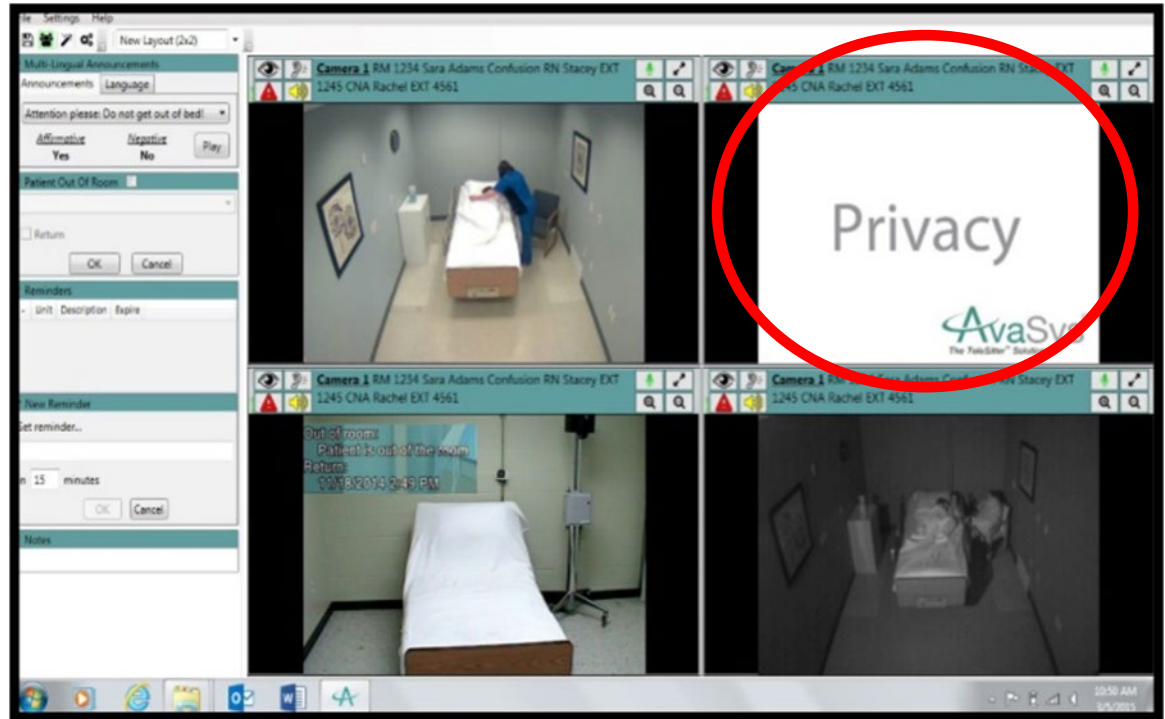 File Settings Help
New Layout (2x2)
Multi-Lingual Announcements
Announcements Language
Attention please: Do not get out of bed!
Affirmative Negative
Yes No
Play
Patient Out Of Room
Return
OK Cancel
Reminders
Unit Description Expire
New Reminder
Set reminder...
15 minutes
OK Cancel
Notes
Camera 1 RM 1234 Sara Adams Confusion RN Stacey EXT
1245 CNA Rachel EXT 4561
Camera 1 RM 1234 Sara Adams Confusion RN Stacey EXT
1245 CNA Rachel EXT 4561
Privacy
AvaSys
The TeleSitter™
Camera 1 RM 1234 Sara Adams Confusion RN Stacey EXT
1245 CNA Rachel EXT 4561
Out of room:
Patient is out of the room
Return:
11/18/2014 2:49 PM
Camera 1 RM 1234 Sara Adams Confusion RN Stacey EXT
1245 CNA Rachel EXT 4561
10:50 AM
3/5/2015